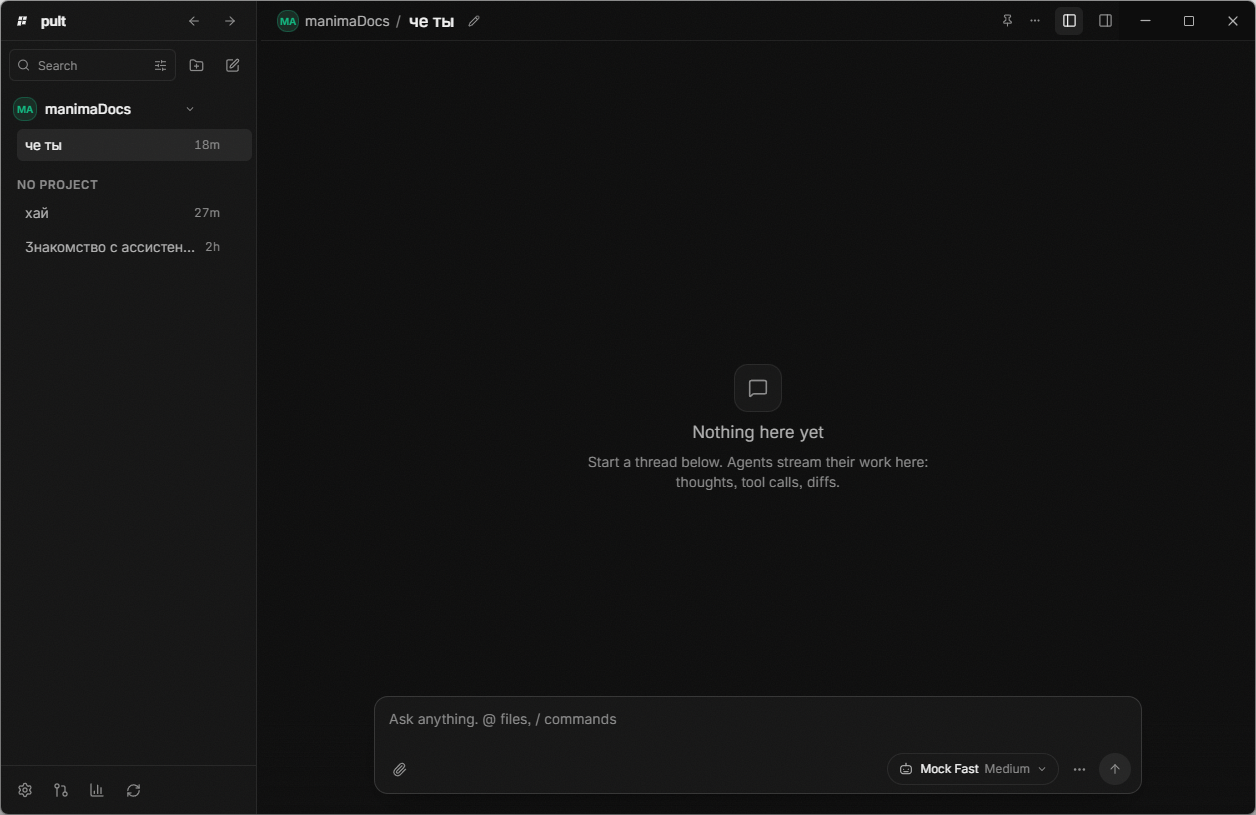 pult
MA manimaDocs / че ты
Search
MA manimaDocs
че ты 18m
NO PROJECT
хай 27m
Знакомство с ассистен... 2h
Nothing here yet
Start a thread below. Agents stream their work here:
thoughts, tool calls, diffs.
Ask anything. @ files, / commands
Mock Fast Medium